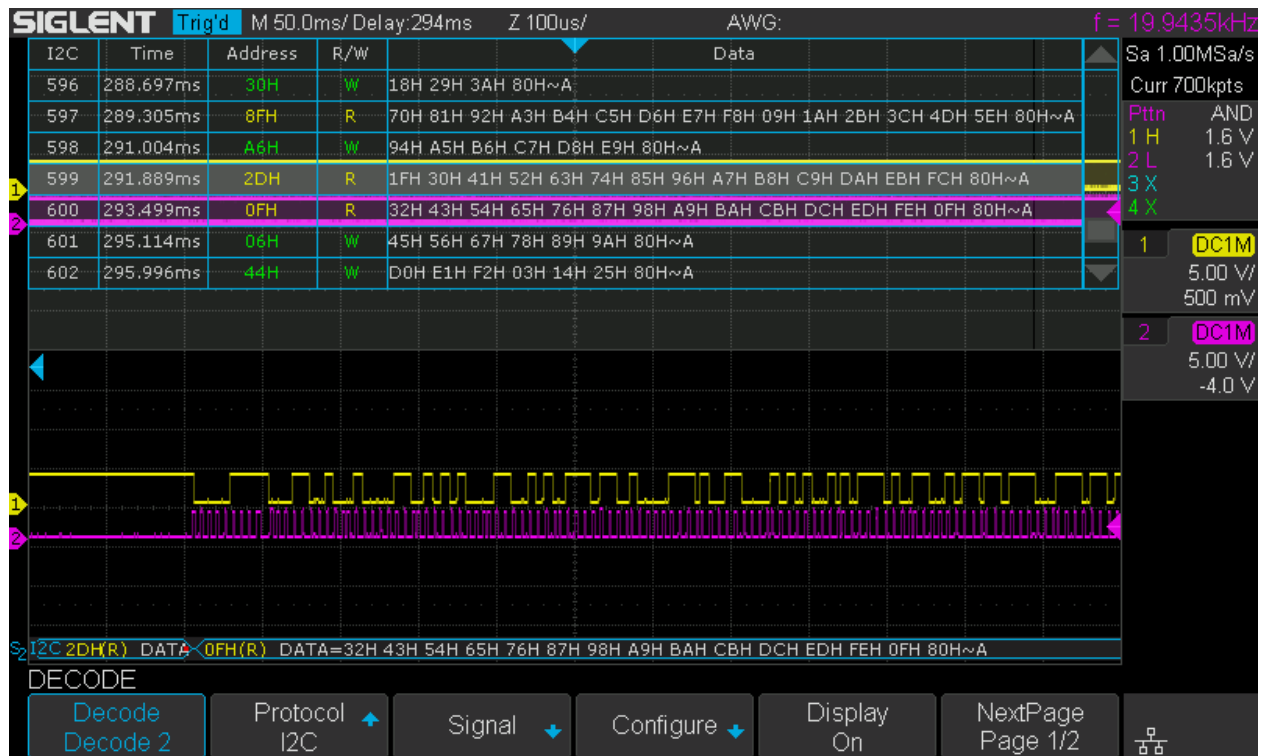 SIGLENT Trig'd M 50.0ms/ Delay:294ms Z 100us/ AWG: f = 19.9435kHz
I2C Time Address R/W Data
596 288.697ms 30H W 18H 29H 3AH 80H~A
597 289.305ms 8FH R 70H 81H 92H A3H B4H C5H D6H E7H F8H 09H 1AH 2BH 3CH 4DH 5EH 80H~A
598 291.004ms A6H W 94H A5H B6H C7H D8H E9H 80H~A
599 291.889ms 2DH R 1FH 30H 41H 52H 63H 74H 85H 96H A7H B8H C9H DAH EBH FCH 80H~A
600 293.499ms 0FH R 32H 43H 54H 65H 76H 87H 98H A9H BAH CBH DCH EDH FEH 0FH 80H~A
601 295.114ms 06H W 45H 56H 67H 78H 89H 9AH 80H~A
602 295.996ms 44H W D0H E1H F2H 03H 14H 25H 80H~A
Sa 1.00MSa/s
Curr 700kpts
Pttn AND
1 H 1.6 V
2 L 1.6 V
3 X
4 X
1 DC1M
5.00 V/
500 mV
2 DC1M
5.00 V/
-4.0 V
1
2
1
2
S2 I2C 2DH(R) DATA 0FH(R) DATA=32H 43H 54H 65H 76H 87H 98H A9H BAH CBH DCH EDH FEH 0FH 80H~A
DECODE
Decode Protocol Signal Configure Display NextPage
Decode 2 I2C On Page 1/2